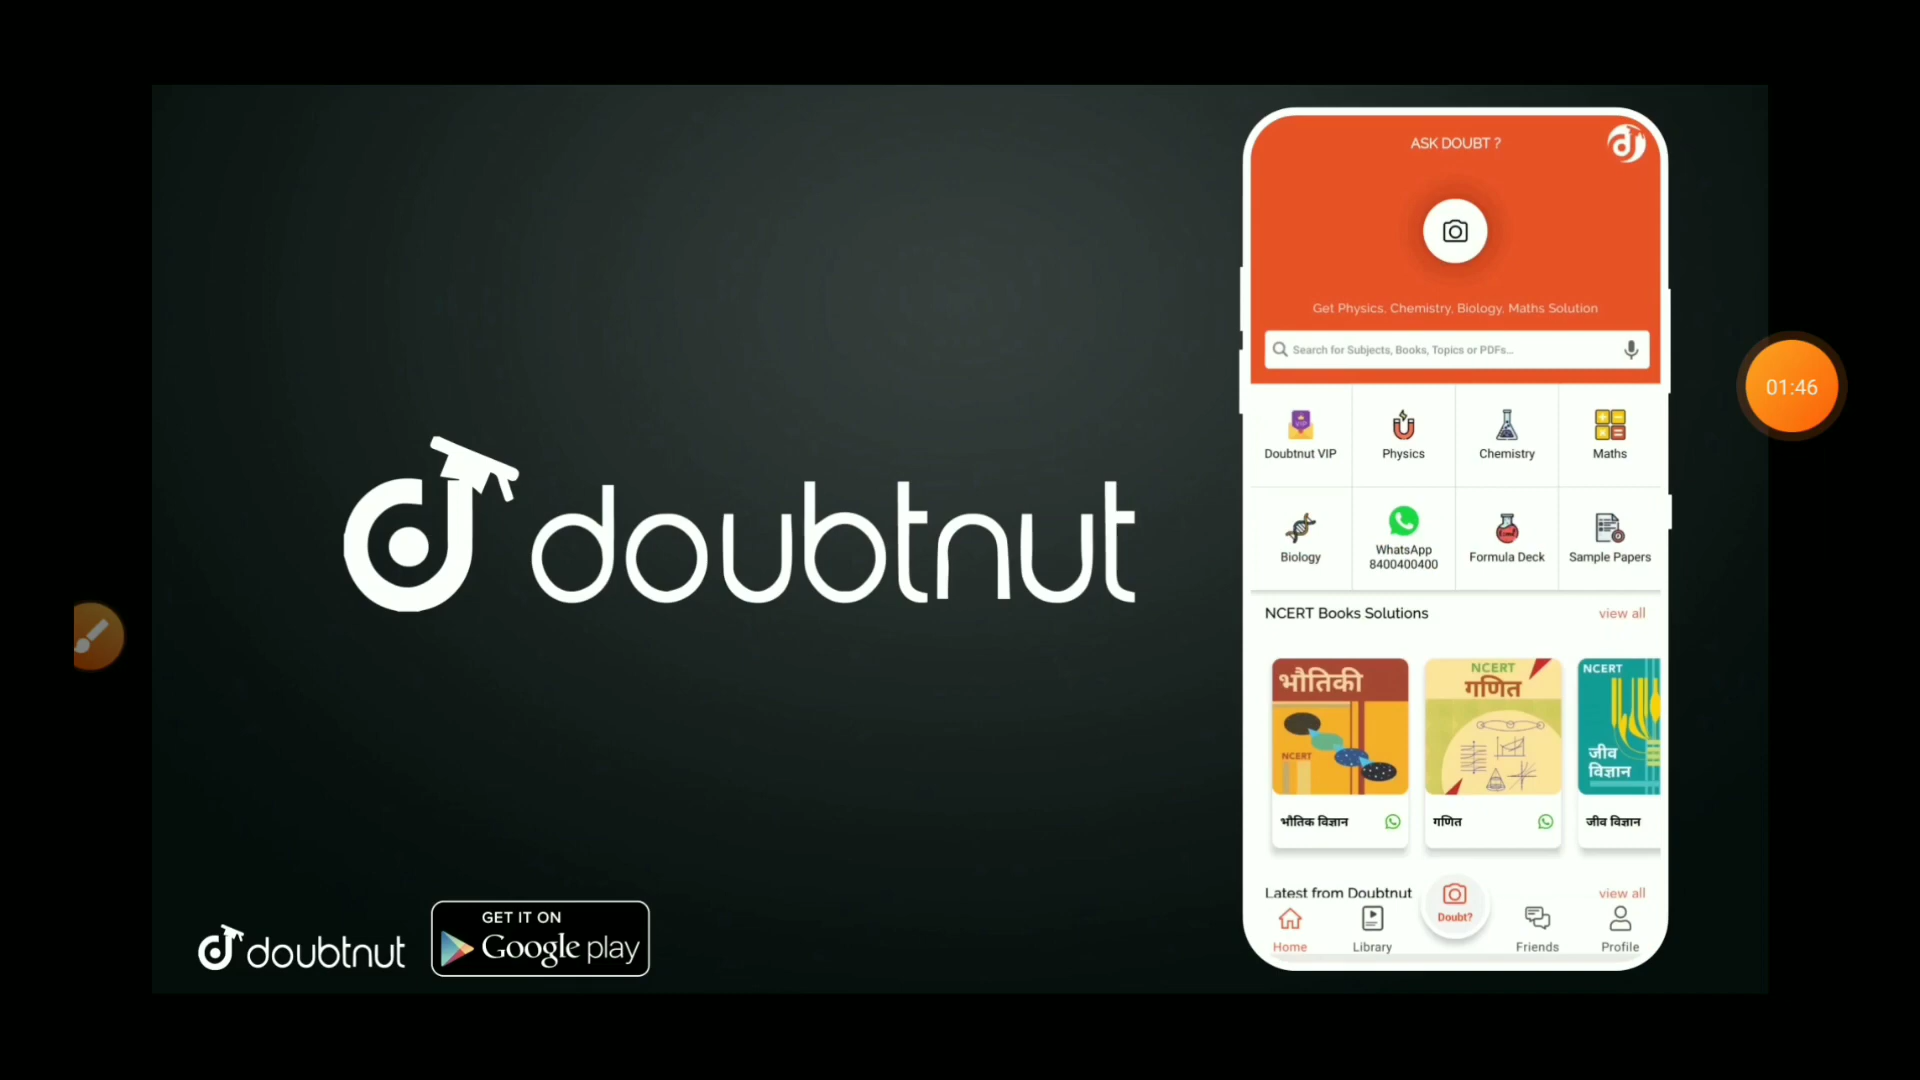 ASK DOUBT ?
Get Physics, Chemistry, Biology, Maths Solution
Search for Subjects, Books, Topics or PDFs...
01:46
VIP
Doubtnut VIP
Physics
Chemistry
Maths
doubtnut
Biology
WhatsApp
8400400400
Formula Deck
Sample Papers
NCERT Books Solutions
view all
भौतिकी
NCERT
NCERT
गणित
NCERT
जीव
विज्ञान
भौतिक विज्ञान
गणित
जीव विज्ञान
Latest from Doubtnut
view all
Doubt?
Home
Library
Friends
Profile
doubtnut
GET IT ON
Google play